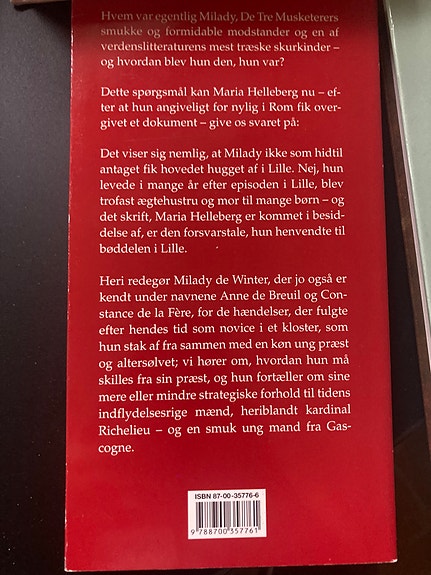 Hvem var egentlig Milady, De Tre Musketerers
smukke og formidable modstander og en af
verdenslitteraturens mest træske skurkinder –
og hvordan blev hun den, hun var?
Dette spørgsmål kan Maria Helleberg nu – ef-
ter at hun angiveligt for nylig i Rom fik over-
givet et dokument – give os svaret på:
Det viser sig nemlig, at Milady ikke som hidtil
antaget fik hovedet hugget af i Lille. Nej, hun
levede i mange år efter episoden i Lille, blev
trofast ægtehustru og mor til mange børn – og
det skrift, Maria Helleberg er kommet i besid-
delse af, er den forsvarstale, hun henvendte til
bøddelen i Lille.
Heri redegør Milady de Winter, der jo også er
kendt under navnene Anne de Breuil og Con-
stance de la Fère, for de hændelser, der fulgte
efter hendes tid som novice i et kloster, som
hun stak af fra sammen med en køn ung præst
og altersølvet; vi hører om, hvordan hun må
skilles fra sin præst, og hun fortæller om sine
mere eller mindre strategiske forhold til tidens
indflydelsesrige mænd, heriblandt kardinal
Richelieu – og en smuk ung mand fra Gas-
cogne.
ISBN 87-00-35776-6
9 788700 357761